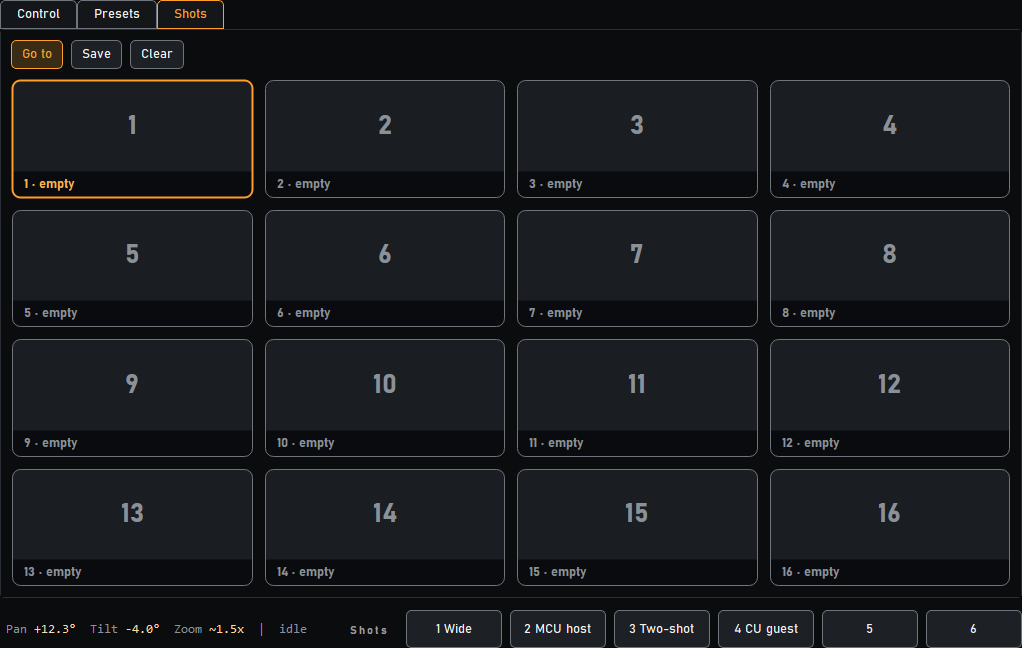 Control Presets Shots
Go to Save Clear
1 2 3 4
1 · empty 2 · empty 3 · empty 4 · empty
5 6 7 8
5 · empty 6 · empty 7 · empty 8 · empty
9 10 11 12
9 · empty 10 · empty 11 · empty 12 · empty
13 14 15 16
13 · empty 14 · empty 15 · empty 16 · empty
Pan +12.3° Tilt -4.0° Zoom ~1.5x | idle Shots 1 Wide 2 MCU host 3 Two-shot 4 CU guest 5 6